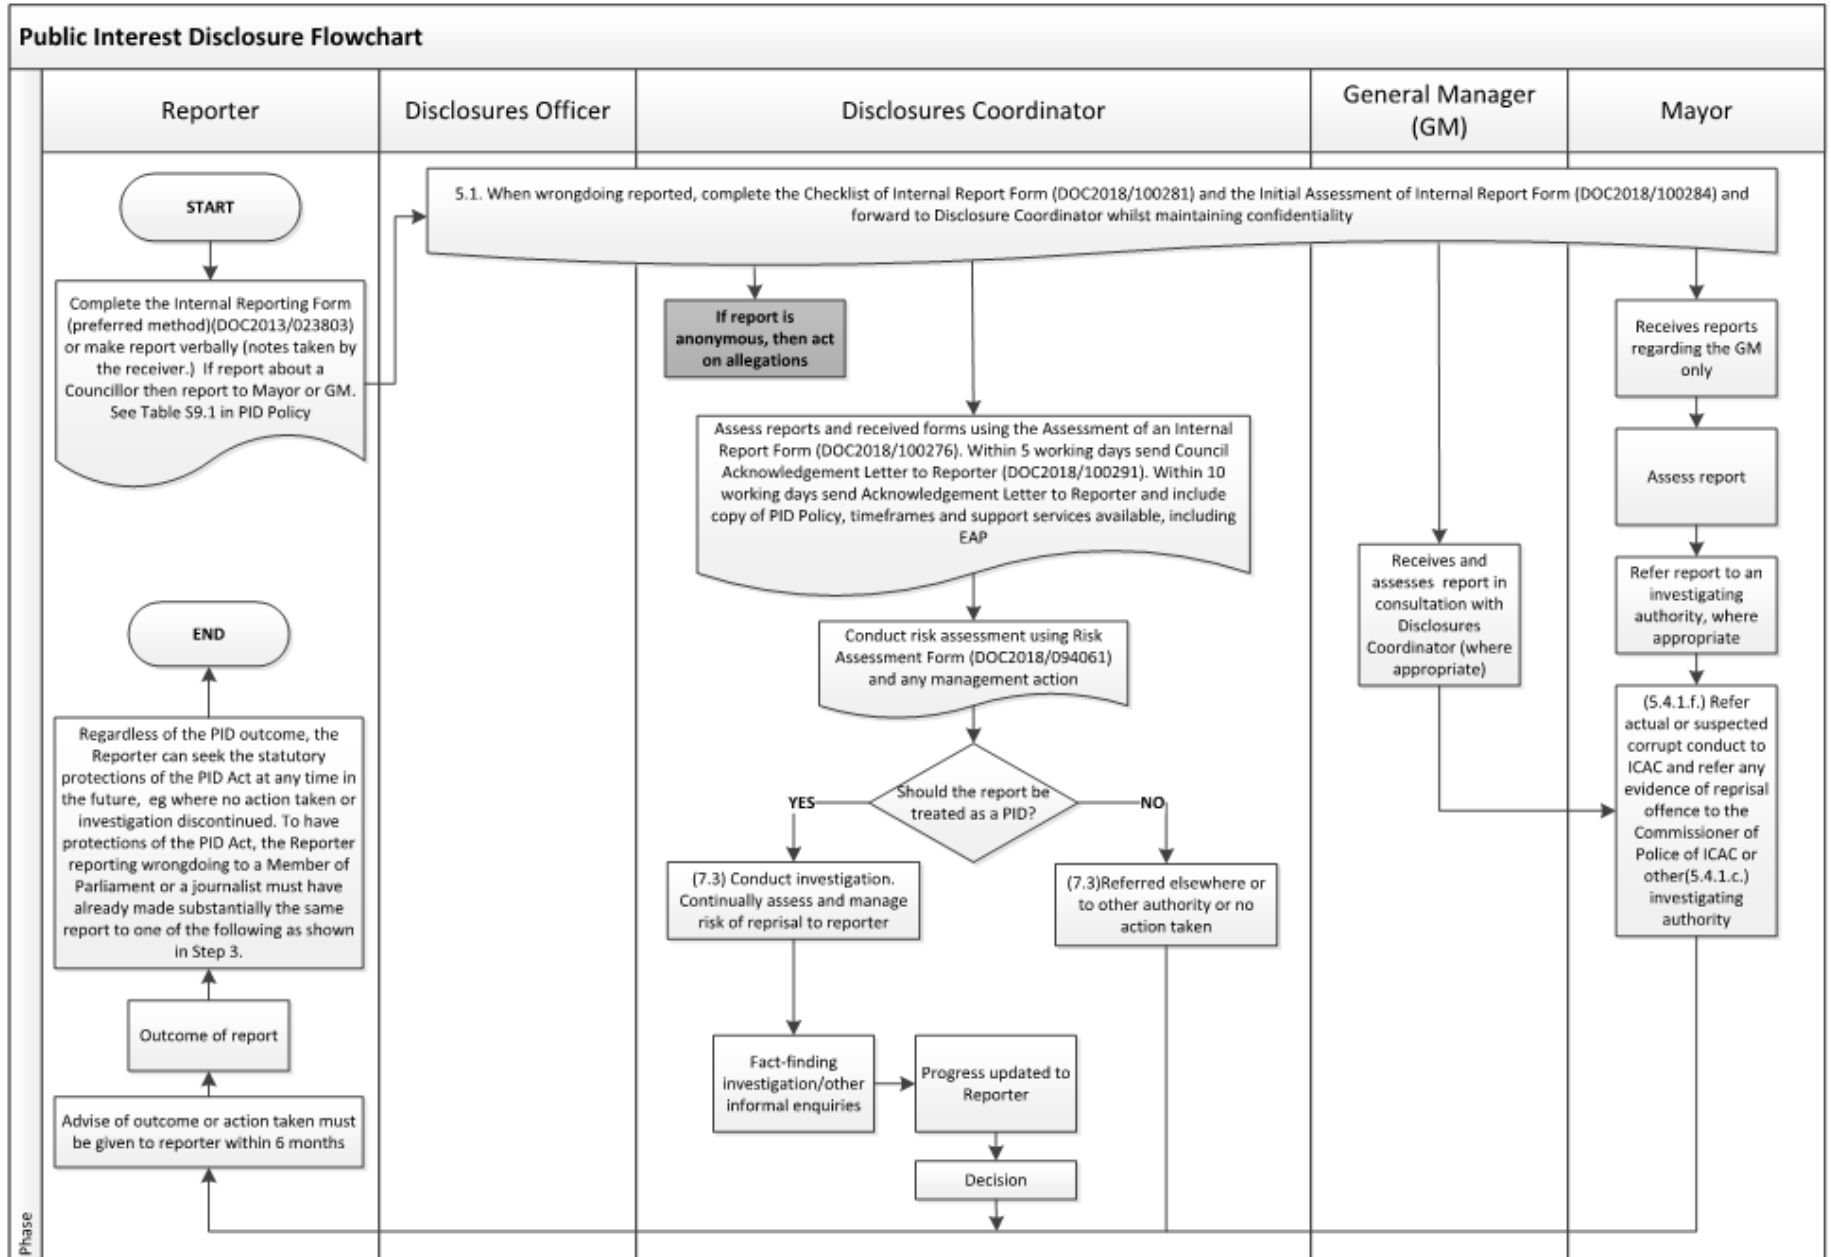 Public Interest Disclosure Flowchart
Reporter
Disclosures Officer
Disclosures Coordinator
General Manager
(GM)
Mayor
START
Complete the Internal Reporting Form
(preferred method)(DOC2013/023803)
or make report verbally (notes taken by
the receiver.)  If report about a
Councillor then report to Mayor or GM.
See Table S9.1 in PID Policy
5.1. When wrongdoing reported, complete the Checklist of Internal Report Form (DOC2018/100281) and the Initial Assessment of Internal Report Form (DOC2018/100284) and
forward to Disclosure Coordinator whilst maintaining confidentiality
If report is
anonymous, then act
on allegations
Assess reports and received forms using the Assessment of an Internal
Report Form (DOC2018/100276). Within 5 working days send Council
Acknowledgement Letter to Reporter (DOC2018/100291). Within 10
working days send Acknowledgement Letter to Reporter and include
copy of PID Policy, timeframes and support services available, including
EAP
Conduct risk assessment using Risk
Assessment Form (DOC2018/094061)
and any management action
Should the report be
treated as a PID?
YES
NO
(7.3) Conduct investigation.
Continually assess and manage
risk of reprisal to reporter
(7.3)Referred elsewhere or
to other authority or no
action taken
Fact-finding
investigation/other
informal enquiries
Progress updated to
Reporter
Decision
Receives and
assesses  report in
consultation with
Disclosures
Coordinator (where
appropriate)
Receives reports
regarding the GM
only
Assess report
Refer report to an
investigating
authority, where
appropriate
(5.4.1.f.) Refer
actual or suspected
corrupt conduct to
ICAC and refer any
evidence of reprisal
offence to the
Commissioner of
Police of ICAC or
other(5.4.1.c.)
investigating
authority
Advise of outcome or action taken must
be given to reporter within 6 months
Outcome of report
Regardless of the PID outcome, the
Reporter can seek the statutory
protections of the PID Act at any time in
the future,  eg where no action taken or
investigation discontinued. To have
protections of the PID Act, the Reporter
reporting wrongdoing to a Member of
Parliament or a journalist must have
already made substantially the same
report to one of the following as shown
in Step 3.
END
Phase